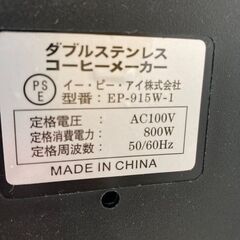 ダブルステンレス
コーヒーメーカー
PS
E
イー・ピー・アイ株式会社
型番：EP-915W-1
定格電圧： AC100V
定格消費電力： 800W
定格周波数： 50/60Hz
MADE IN CHINA